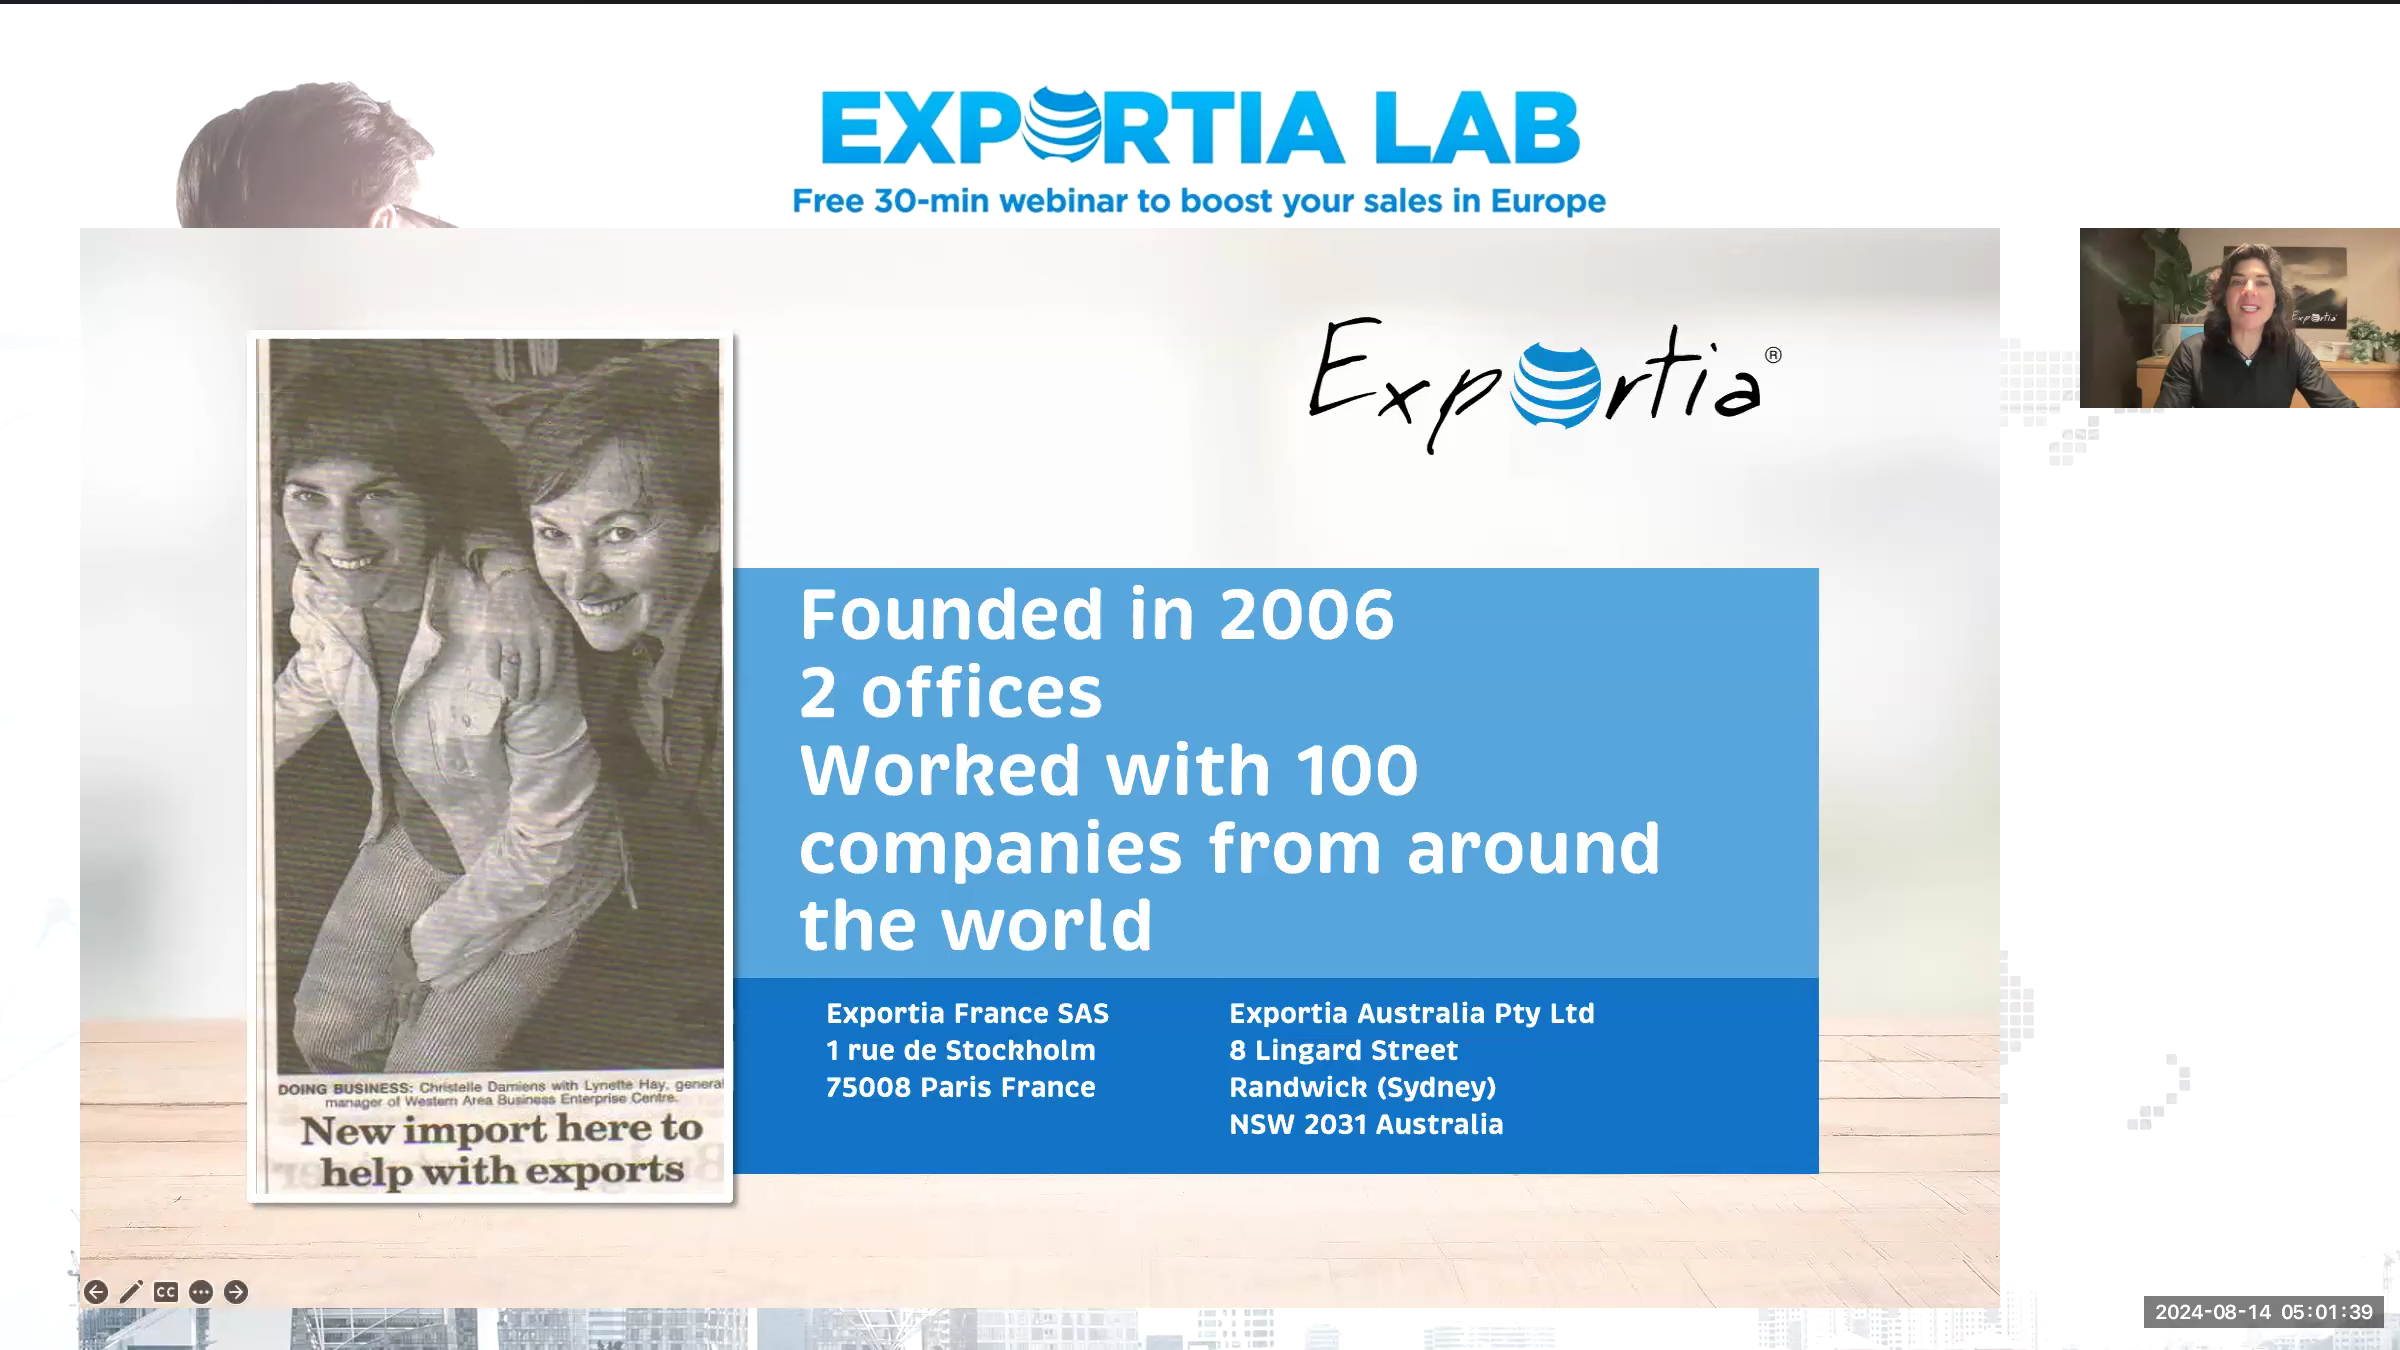 EXPORTIA LAB
Free 30-min webinar to boost your sales in Europe
Exportia®
Exportia
Founded in 2006
2 offices
Worked with 100
companies from around
the world
Exportia France SAS
1 rue de Stockholm
75008 Paris France
Exportia Australia Pty Ltd
8 Lingard Street
Randwick (Sydney)
NSW 2031 Australia
DOING BUSINESS: Christelle Damiens with Lynette Hay, general
manager of Western Area Business Enterprise Centre.
New import here to
help with exports
CC
2024-08-14 05:01:39